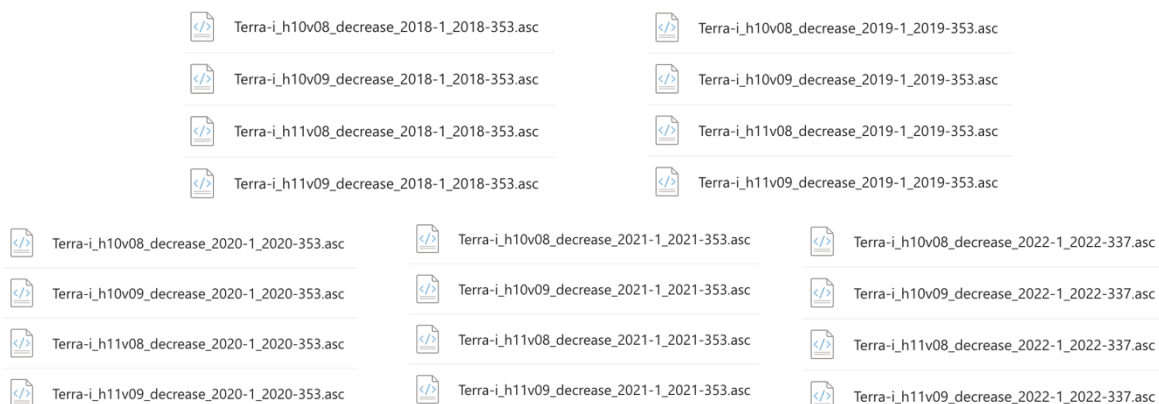 Terra-i_h10v08_decrease_2018-1_2018-353.asc
Terra-i_h10v09_decrease_2018-1_2018-353.asc
Terra-i_h11v08_decrease_2018-1_2018-353.asc
Terra-i_h11v09_decrease_2018-1_2018-353.asc
Terra-i_h10v08_decrease_2019-1_2019-353.asc
Terra-i_h10v09_decrease_2019-1_2019-353.asc
Terra-i_h11v08_decrease_2019-1_2019-353.asc
Terra-i_h11v09_decrease_2019-1_2019-353.asc
Terra-i_h10v08_decrease_2020-1_2020-353.asc
Terra-i_h10v09_decrease_2020-1_2020-353.asc
Terra-i_h11v08_decrease_2020-1_2020-353.asc
Terra-i_h11v09_decrease_2020-1_2020-353.asc
Terra-i_h10v08_decrease_2021-1_2021-353.asc
Terra-i_h10v09_decrease_2021-1_2021-353.asc
Terra-i_h11v08_decrease_2021-1_2021-353.asc
Terra-i_h11v09_decrease_2021-1_2021-353.asc
Terra-i_h10v08_decrease_2022-1_2022-337.asc
Terra-i_h10v09_decrease_2022-1_2022-337.asc
Terra-i_h11v08_decrease_2022-1_2022-337.asc
Terra-i_h11v09_decrease_2022-1_2022-337.asc